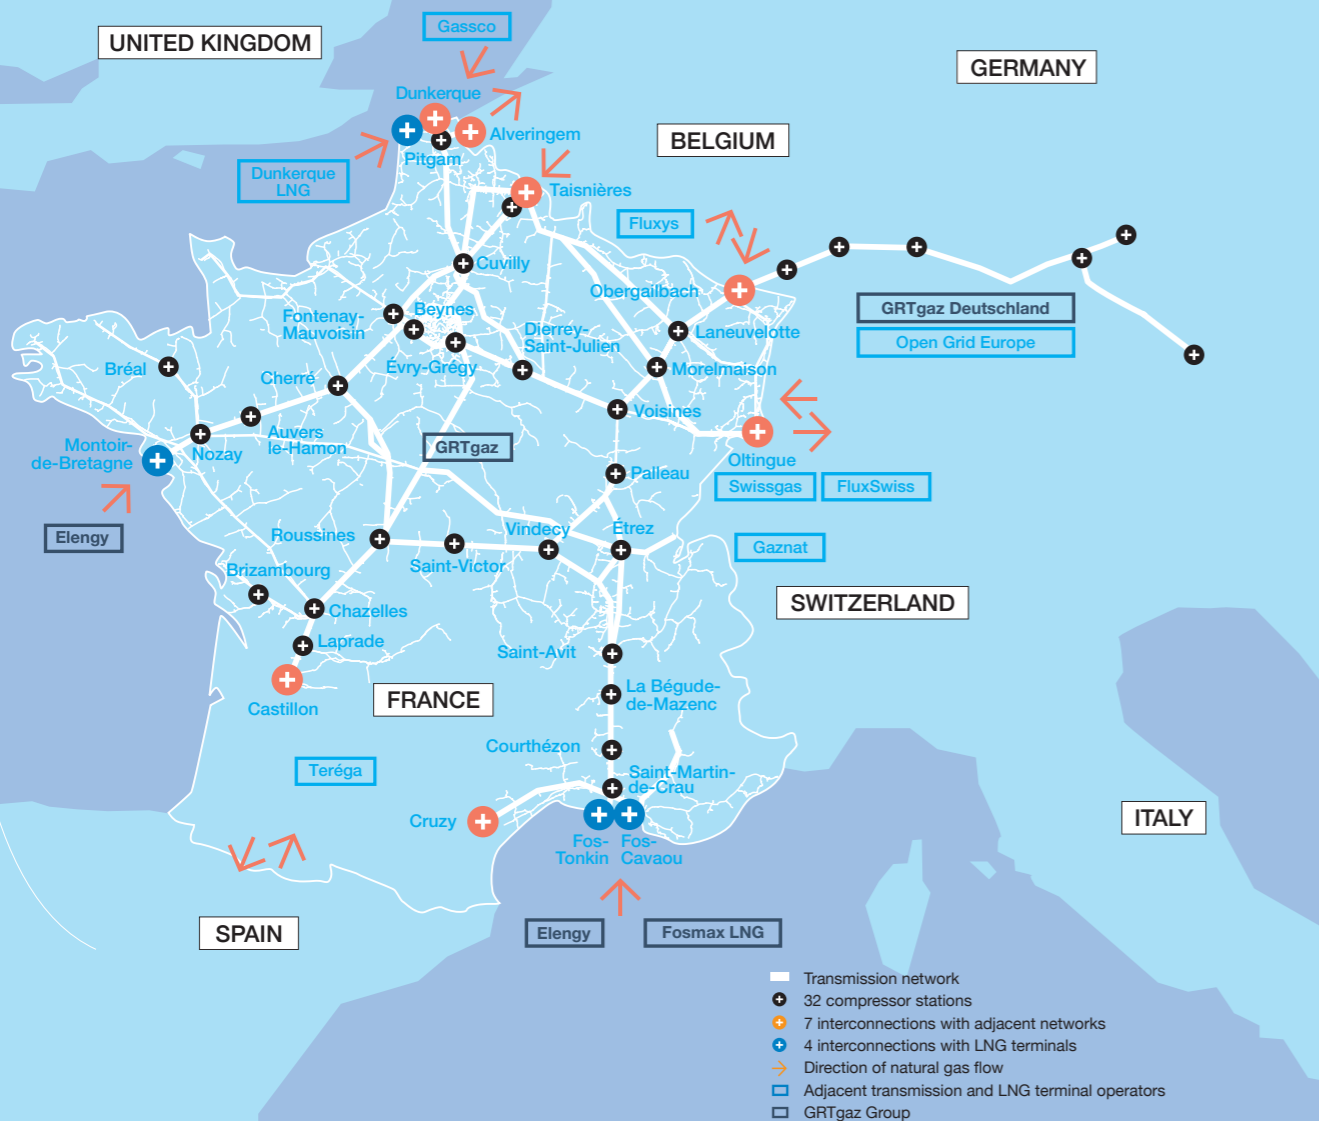 Gassco
UNITED KINGDOM
GERMANY
Dunkerque
Alveringem
BELGIUM
Pitgam
Dunkerque
LNG
Taisnières
Fluxys
Cuvilly
Obergailbach
GRTgaz Deutschland
Fontenay-
Mauvoisin
Beynes
Dierrey-
Saint-Julien
Laneuvelotte
Open Grid Europe
Bréal
Cherré
Évry-Grégy
Morelmaison
Voisines
Auvers
le-Hamon
Montoir-
de-Bretagne
Nozay
GRTgaz
Oltingue
Palleau
Swissgas
FluxSwiss
Elengy
Roussines
Vindecy
Étrez
Gaznat
Saint-Victor
Brizambourg
SWITZERLAND
Chazelles
Laprade
Saint-Avit
La Bégude-
de-Mazenc
FRANCE
Castillon
Courthézon
Teréga
Saint-Martin-
de-Crau
Cruzy
ITALY
Fos-
Tonkin
Fos-
Cavaou
SPAIN
Elengy
Fosmax LNG
Transmission network
32 compressor stations
7 interconnections with adjacent networks
4 interconnections with LNG terminals
Direction of natural gas flow
Adjacent transmission and LNG terminal operators
GRTgaz Group